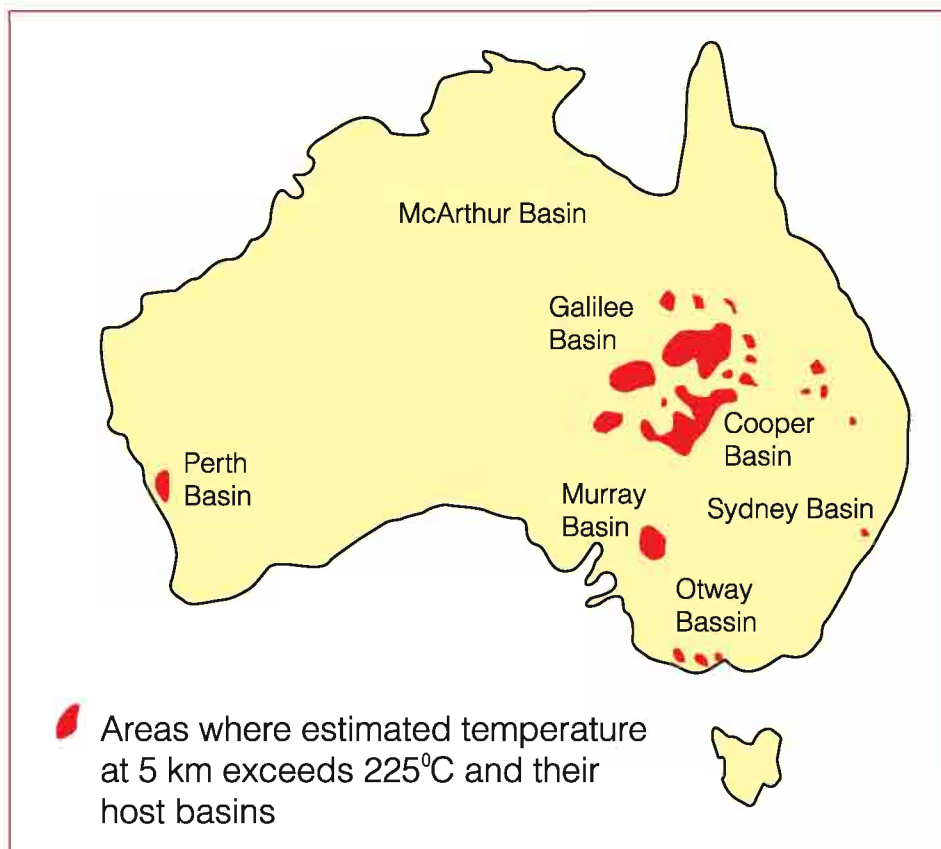 McArthur Basin
Galilee
Basin
Cooper
Basin
Perth
Basin
Murray
Basin
Sydney Basin
Otway
Bassin
Areas where estimated temperature
at 5 km exceeds 225⁰C and their
host basins